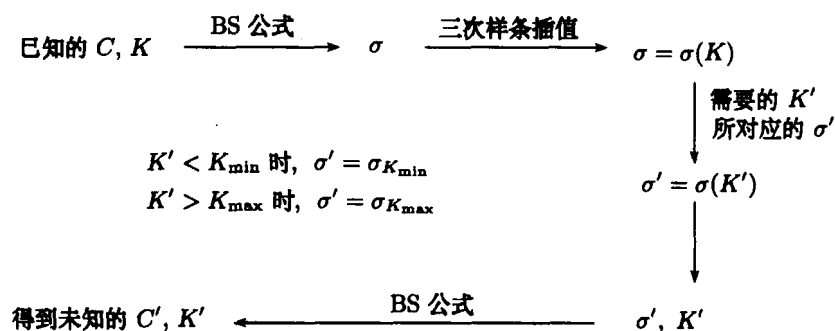 已知的 C, K
BS 公式
σ
三次样条插值
σ = σ(K)
需要的 K′
所对应的 σ′
K′ < K_min 时, σ′ = σ_{K_min}
K′ > K_max 时, σ′ = σ_{K_max}
σ′ = σ(K′)
得到未知的 C′, K′
BS 公式
σ′, K′